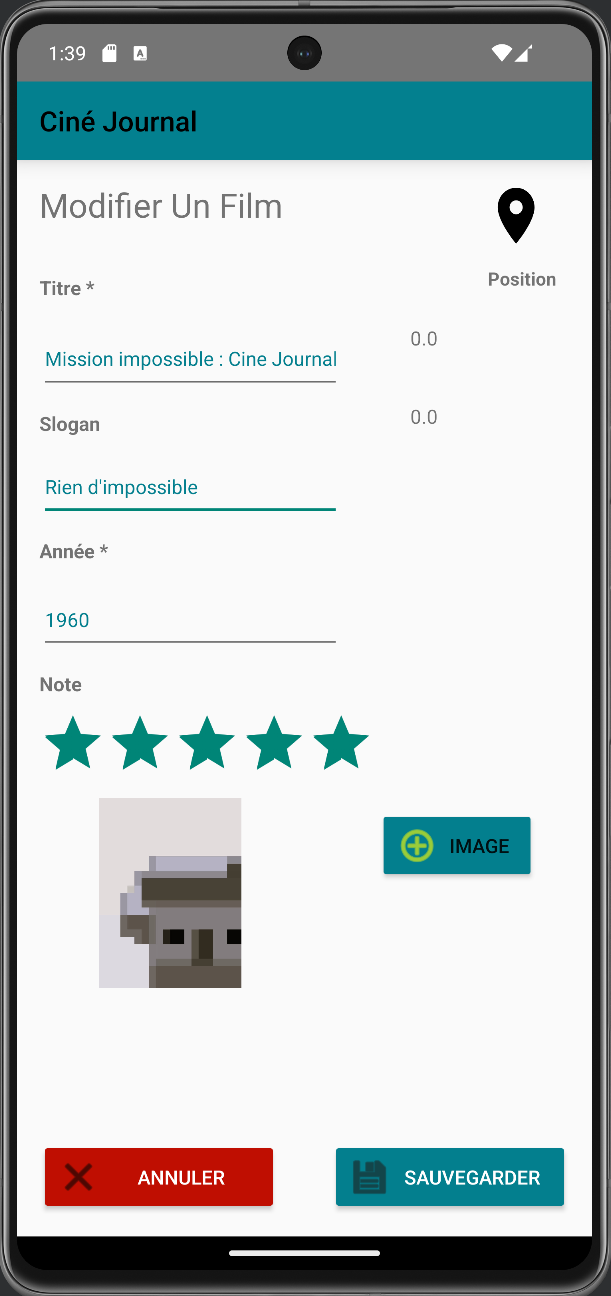 1:39
Ciné Journal
Modifier Un Film
Position
Titre *
0.0
Mission impossible : Cine Journal
0.0
Slogan
Rien d'impossible
Année *
1960
Note
IMAGE
ANNULER
SAUVEGARDER